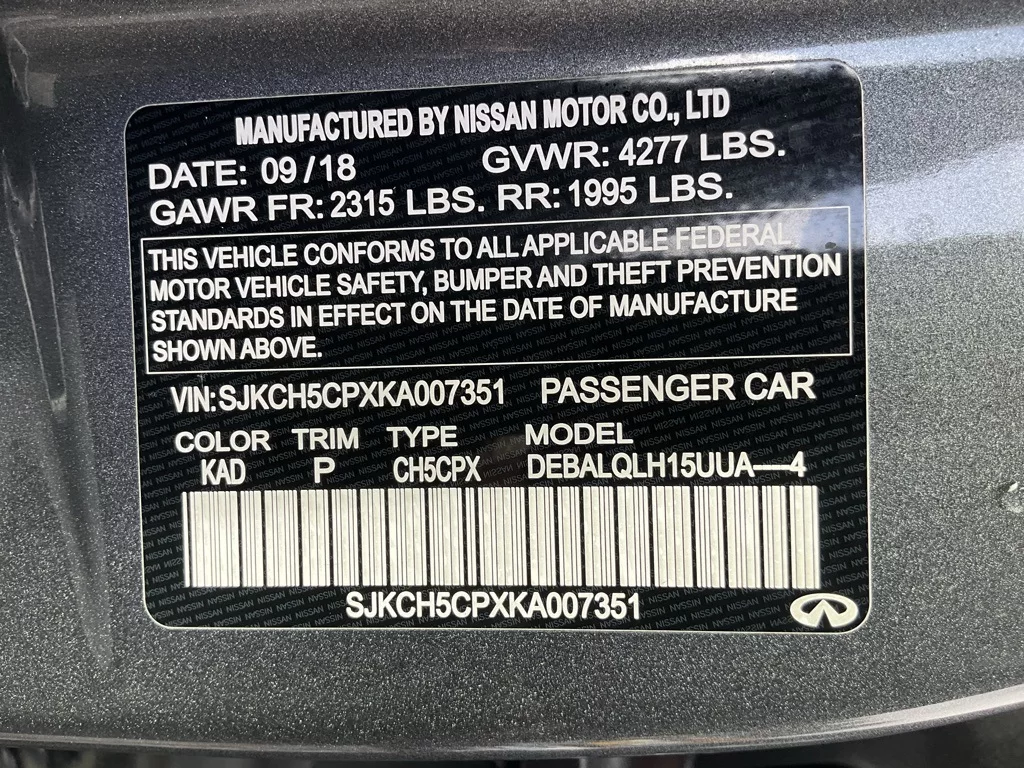 MANUFACTURED BY NISSAN MOTOR CO., LTD
DATE: 09/18 GVWR: 4277 LBS.
GAWR FR: 2315 LBS. RR: 1995 LBS.
THIS VEHICLE CONFORMS TO ALL APPLICABLE FEDERAL
MOTOR VEHICLE SAFETY, BUMPER AND THEFT PREVENTION
STANDARDS IN EFFECT ON THE DATE OF MANUFACTURE
SHOWN ABOVE.
VIN: SJKCH5CPXKA007351 PASSENGER CAR
COLOR TRIM TYPE MODEL
KAD P CH5CPX DEBALQLH15UUA—4
SJKCH5CPXKA007351